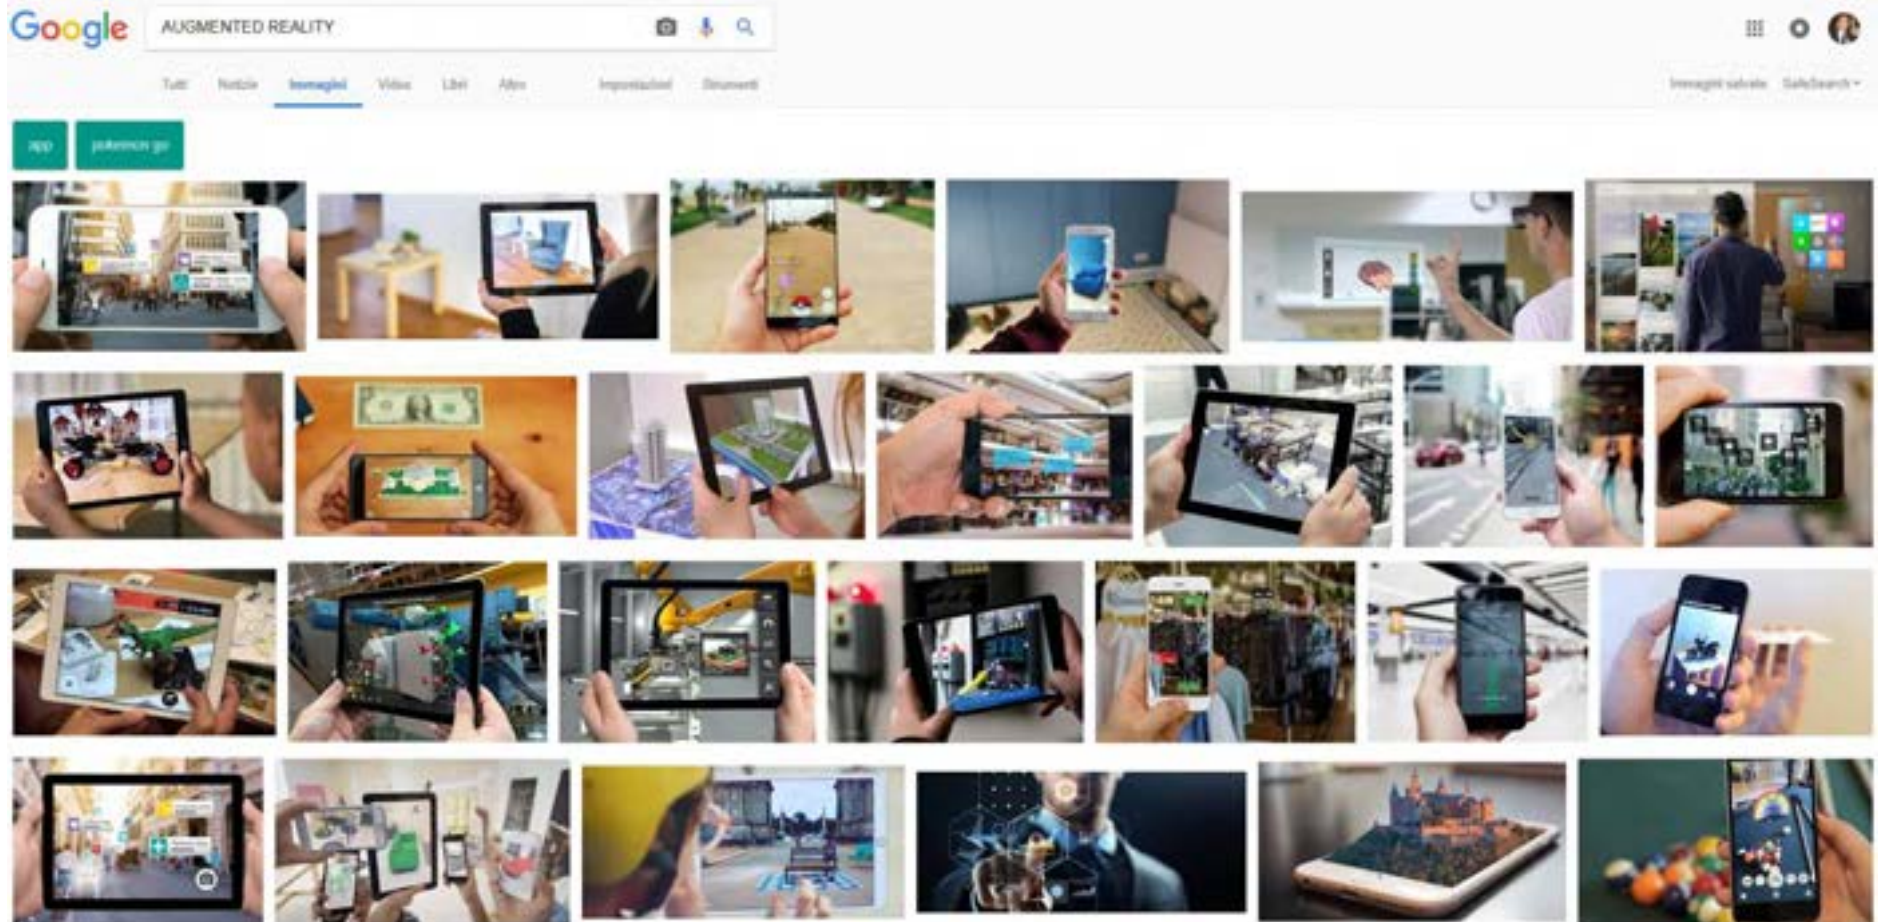 Google AUGMENTED REALITY
Tutti Notizie Immagini Video Libri Altro Impostazioni Strumenti Immagini salvate SafeSearch
app pokemon go